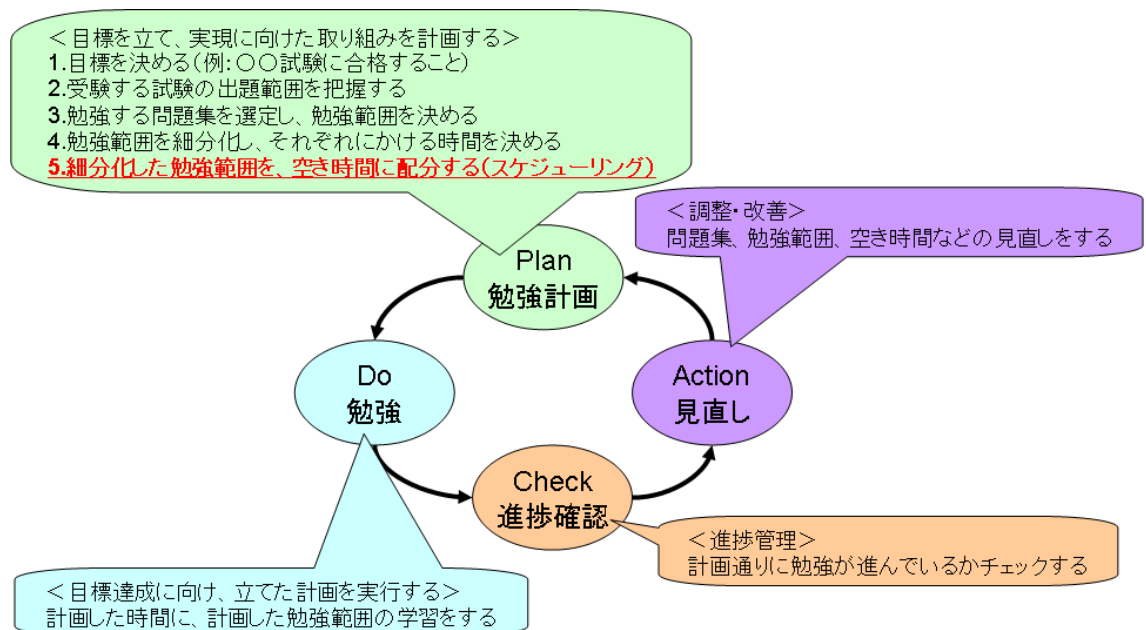 ＜目標を立て、実現に向けた取り組みを計画する＞
1.目標を決める（例：〇〇試験に合格すること）
2.受験する試験の出題範囲を把握する
3.勉強する問題集を選定し、勉強範囲を決める
4.勉強範囲を細分化し、それぞれにかける時間を決める
5.細分化した勉強範囲を、空き時間に配分する（スケジューリング）
＜調整・改善＞
問題集、勉強範囲、空き時間などの見直しをする
Plan
勉強計画
Do
勉強
Action
見直し
Check
進捗確認
＜進捗管理＞
計画通りに勉強が進んでいるかチェックする
＜目標達成に向け、立てた計画を実行する＞
計画した時間に、計画した勉強範囲の学習をする